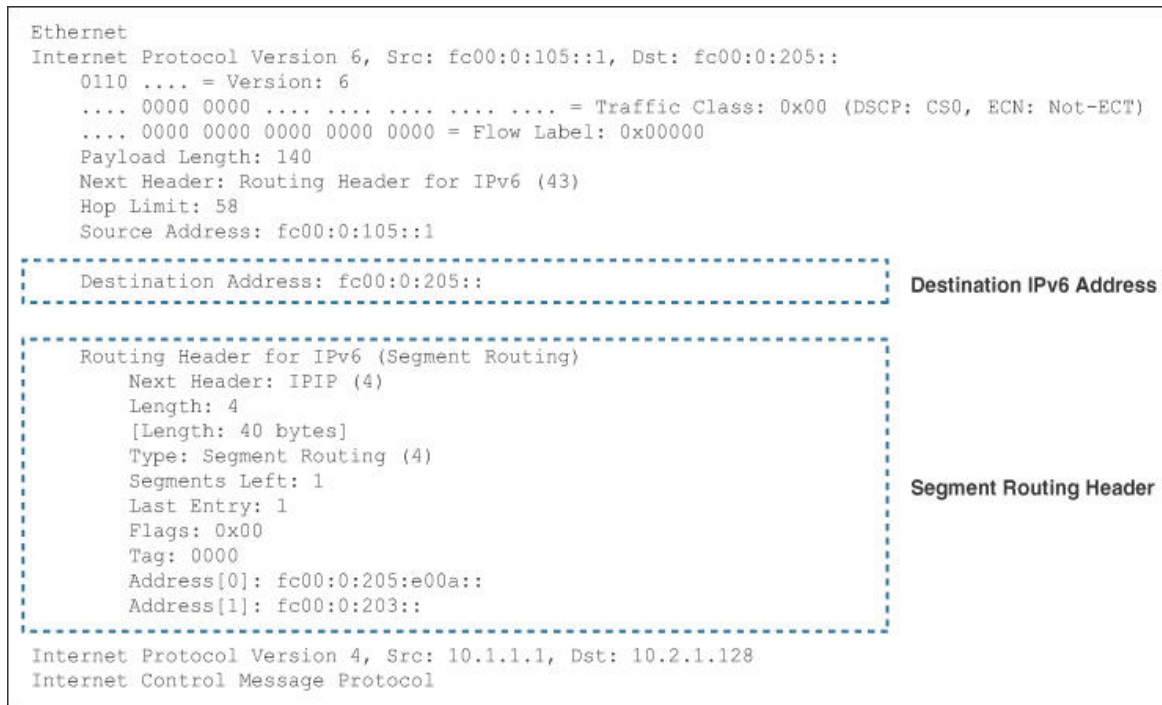 Ethernet
Internet Protocol Version 6, Src: fc00:0:105::1, Dst: fc00:0:205::
0110 .... = Version: 6
.... 0000 0000 .... .... .... .... .... = Traffic Class: 0x00 (DSCP: CS0, ECN: Not-ECT)
.... 0000 0000 0000 0000 0000 = Flow Label: 0x00000
Payload Length: 140
Next Header: Routing Header for IPv6 (43)
Hop Limit: 58
Source Address: fc00:0:105::1
Destination Address: fc00:0:205::
Destination IPv6 Address
Routing Header for IPv6 (Segment Routing)
Next Header: IPIP (4)
Length: 4
[Length: 40 bytes]
Type: Segment Routing (4)
Segments Left: 1
Segment Routing Header
Last Entry: 1
Flags: 0x00
Tag: 0000
Address[0]: fc00:0:205:e00a::
Address[1]: fc00:0:203::
Internet Protocol Version 4, Src: 10.1.1.1, Dst: 10.2.1.128
Internet Control Message Protocol